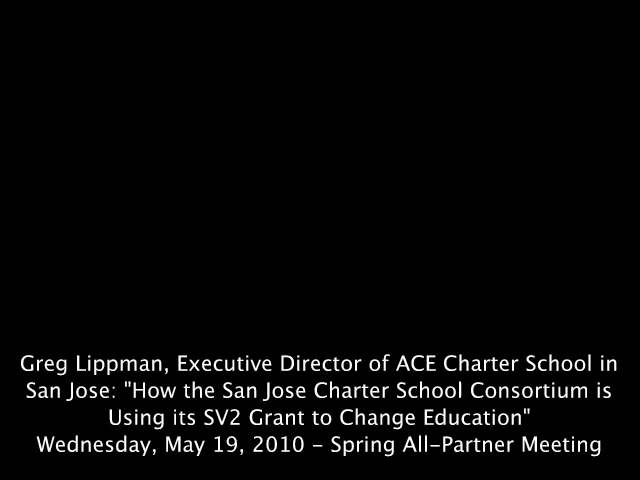 Greg Lippman, Executive Director of ACE Charter School in
San Jose: "How the San Jose Charter School Consortium is
Using its SV2 Grant to Change Education"
Wednesday, May 19, 2010 - Spring All-Partner Meeting